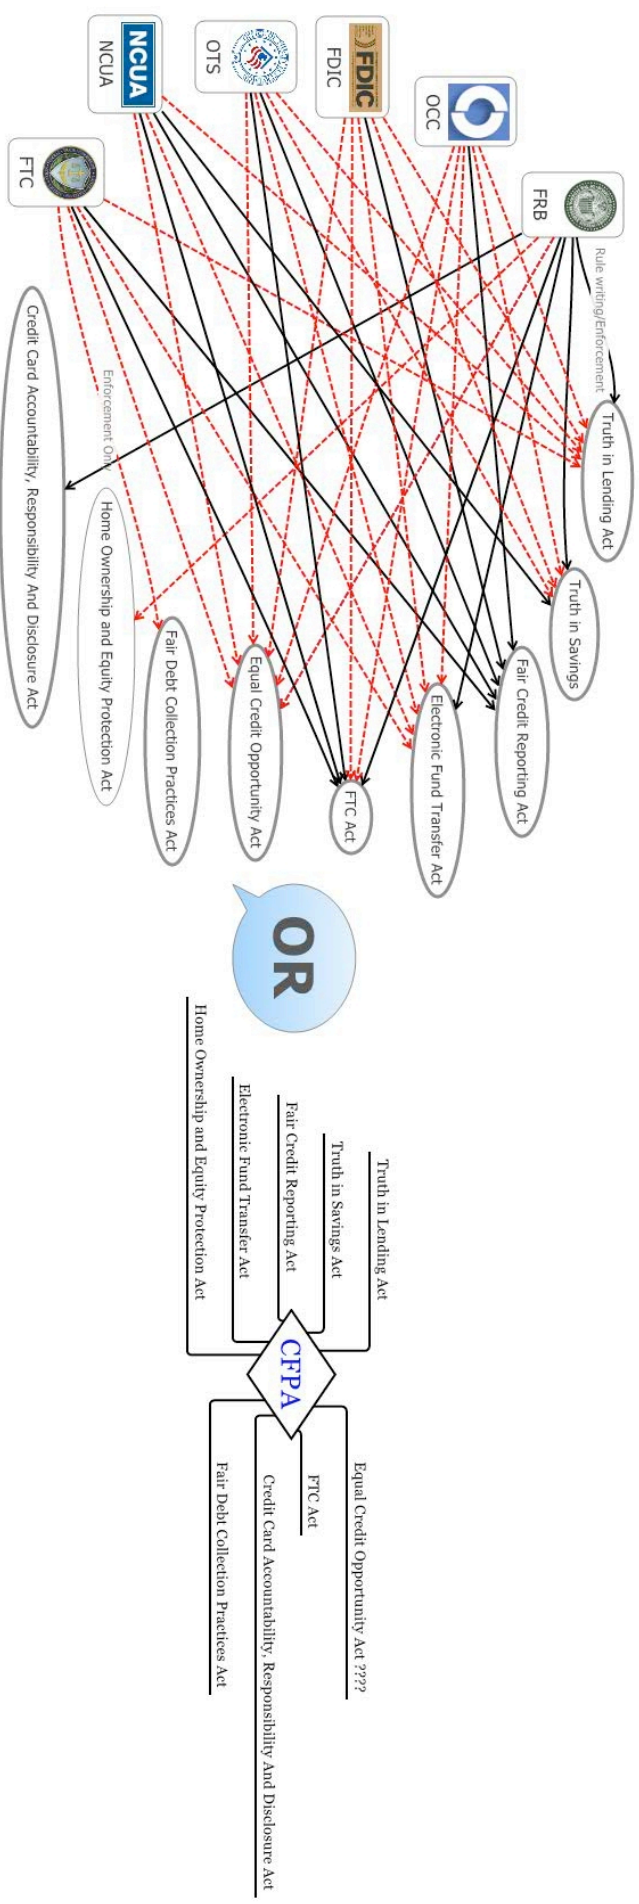 NCUA
NCUA
OTS
FDIC
FDIC
OCC
FRB
FTC
Rule writing/Enforcement
Enforcement Only
Truth in Lending Act
Truth in Savings
Fair Credit Reporting Act
Electronic Fund Transfer Act
FTC Act
Equal Credit Opportunity Act
Fair Debt Collection Practices Act
Home Ownership and Equity Protection Act
Credit Card Accountability, Responsibility And Disclosure Act
OR
Truth in Lending Act
Truth in Savings Act
Fair Credit Reporting Act
Electronic Fund Transfer Act
Home Ownership and Equity Protection Act
CFPA
Equal Credit Opportunity Act ????
FTC Act
Credit Card Accountability, Responsibility And Disclosure Act
Fair Debt Collection Practices Act